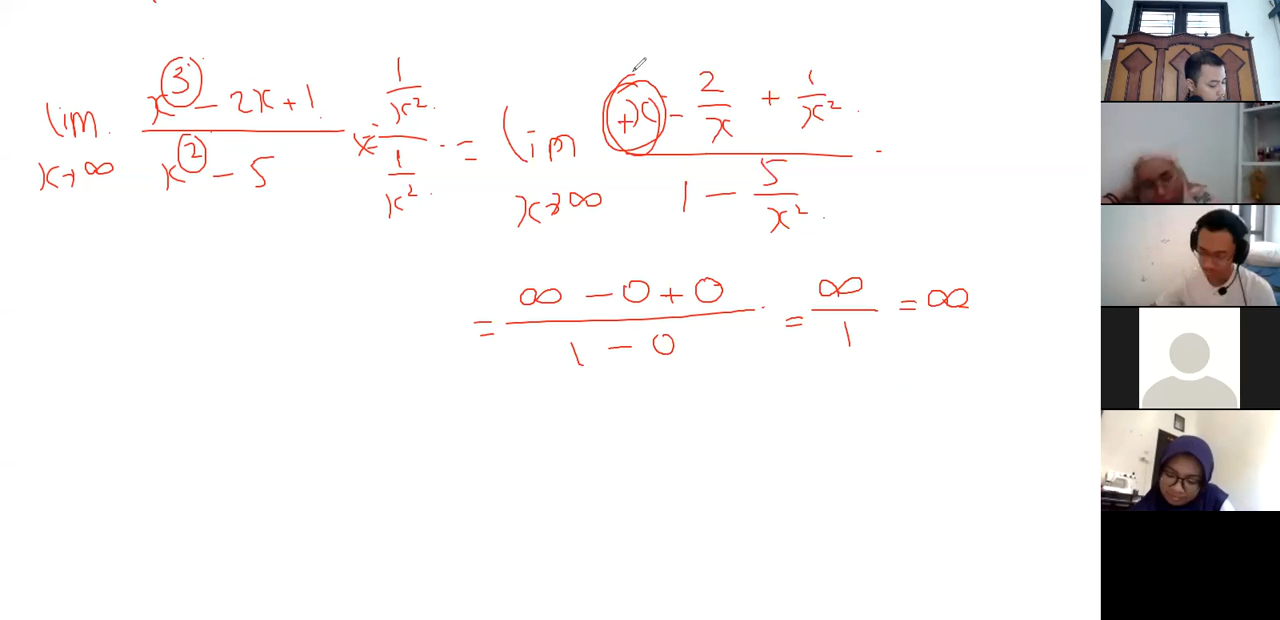 lim x→∞ (x³ - 2x + 1)/(x² - 5) × (1/x²)/(1/x²) = lim x→∞ (+x - 2/x + 1/x²)/(1 - 5/x²)
= (∞ - 0 + 0)/(1 - 0) = ∞/1 = ∞